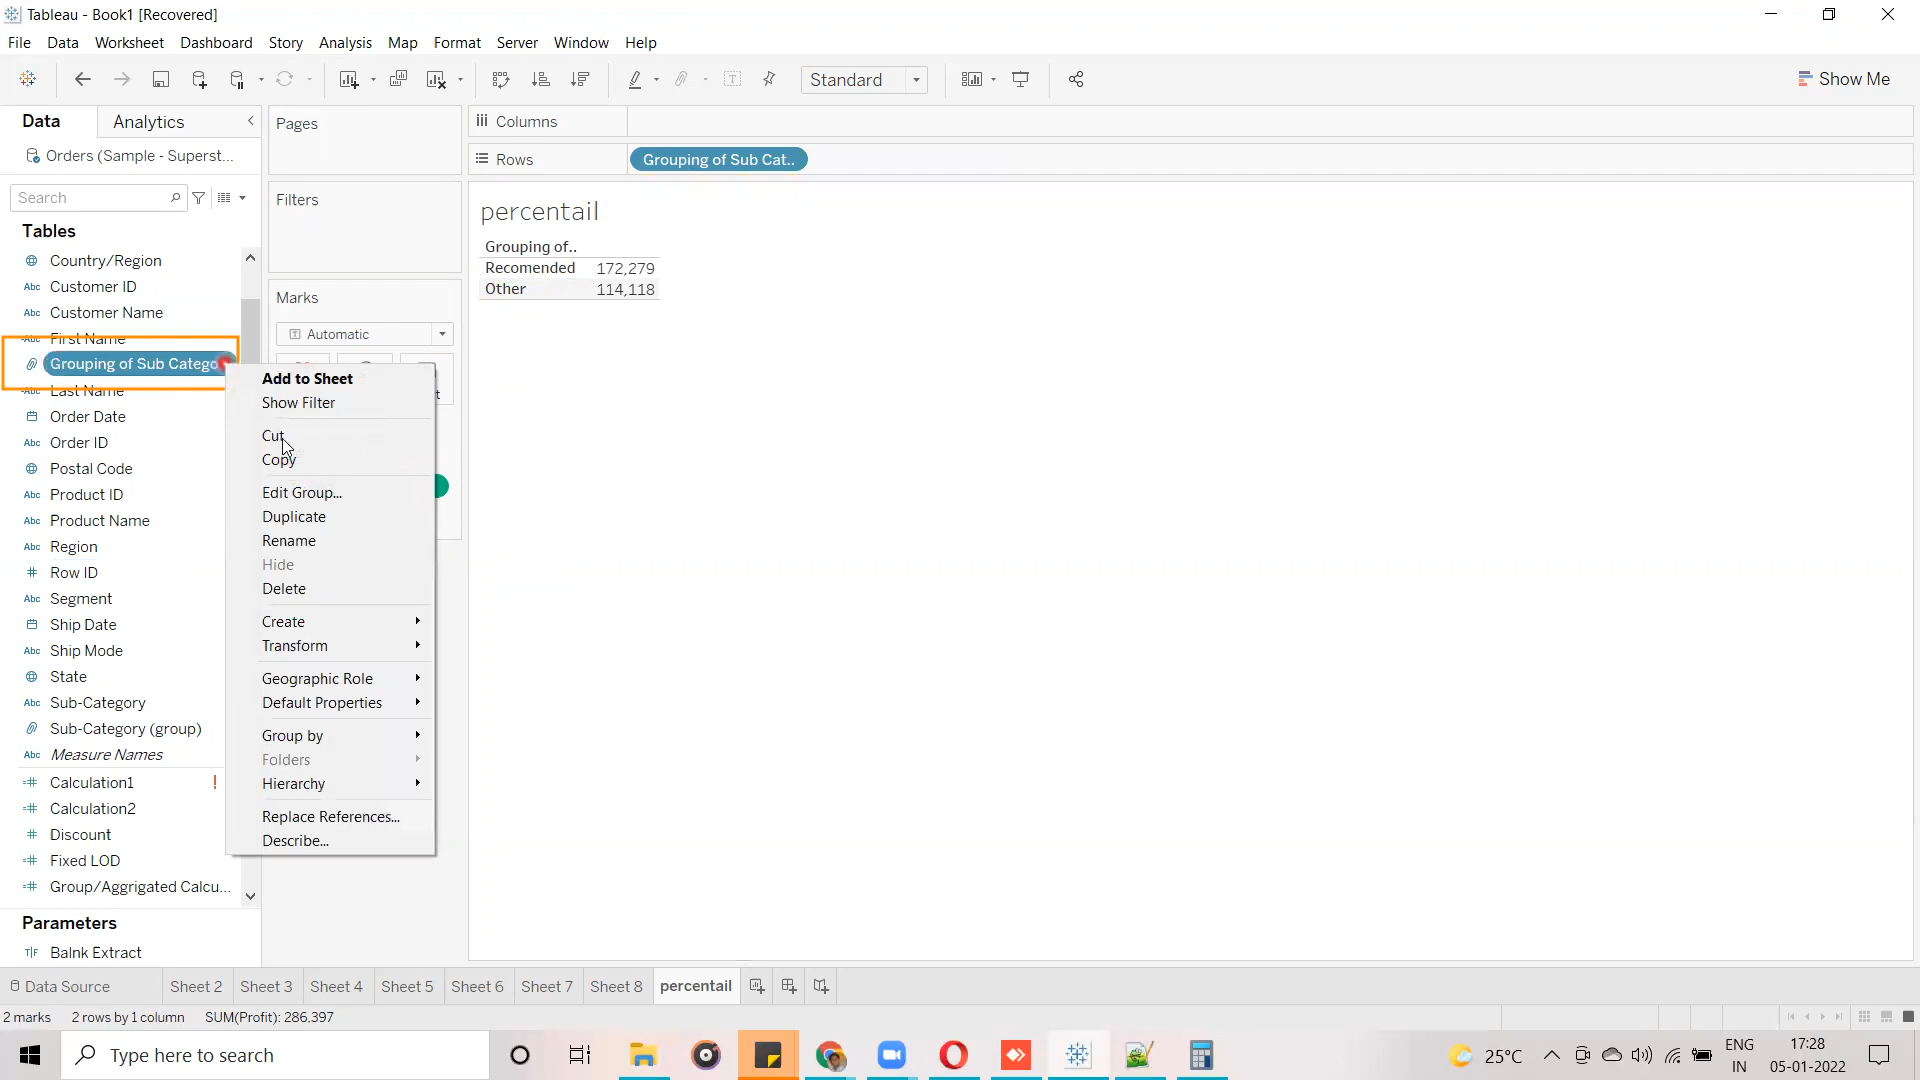 Tableau - Book1 [Recovered]
File Data Worksheet Dashboard Story Analysis Map Format Server Window Help
Standard
Show Me
Data Analytics
Orders (Sample - Superst...
Search
Tables
Country/Region
Customer ID
Customer Name
First Name
Grouping of Sub Catego
Last Name
Order Date
Order ID
Postal Code
Product ID
Product Name
Region
Row ID
Segment
Ship Date
Ship Mode
State
Sub-Category
Sub-Category (group)
Measure Names
Calculation1 !
Calculation2
Discount
Fixed LOD
Group/Aggrigated Calcu...
Parameters
Balnk Extract
Pages
Filters
Marks
Automatic
Add to Sheet
Show Filter
Cut
Copy
Edit Group...
Duplicate
Rename
Hide
Delete
Create
Transform
Geographic Role
Default Properties
Group by
Folders
Hierarchy
Replace References...
Describe...
Columns
Rows Grouping of Sub Cat..
percentail
Grouping of..
Recomended 172,279
Other 114,118
Data Source Sheet 2 Sheet 3 Sheet 4 Sheet 5 Sheet 6 Sheet 7 Sheet 8 percentail
2 marks 2 rows by 1 column SUM(Profit): 286,397
Type here to search
25°C
ENG
IN
17:28
05-01-2022